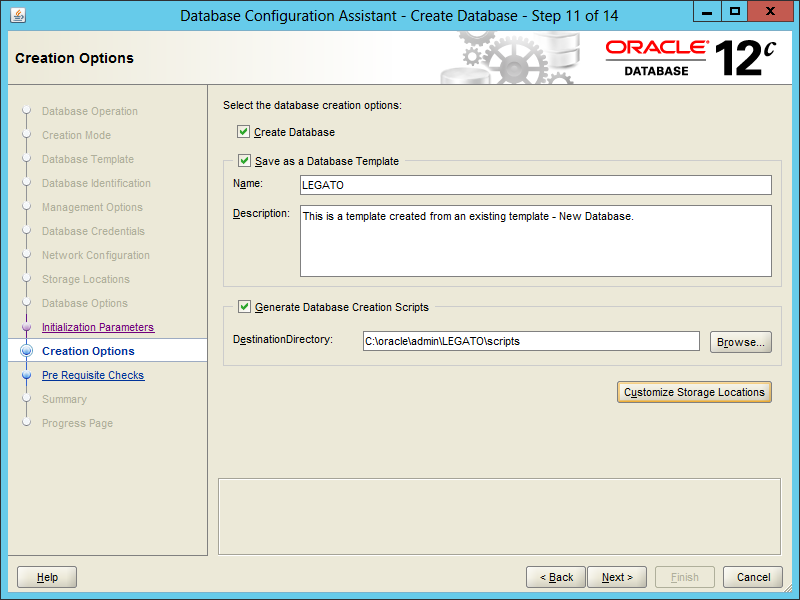 Database Configuration Assistant - Create Database - Step 11 of 14
Creation Options
ORACLE®
DATABASE
12c
Database Operation
Creation Mode
Database Template
Database Identification
Management Options
Database Credentials
Network Configuration
Storage Locations
Database Options
Initialization Parameters
Creation Options
Pre Requisite Checks
Summary
Progress Page
Select the database creation options:
Create Database
Save as a Database Template
Name:
LEGATO
Description:
This is a template created from an existing template - New Database.
Generate Database Creation Scripts
DestinationDirectory:
C:\oracle\admin\LEGATO\scripts
Browse...
Customize Storage Locations
Help
< Back
Next >
Finish
Cancel